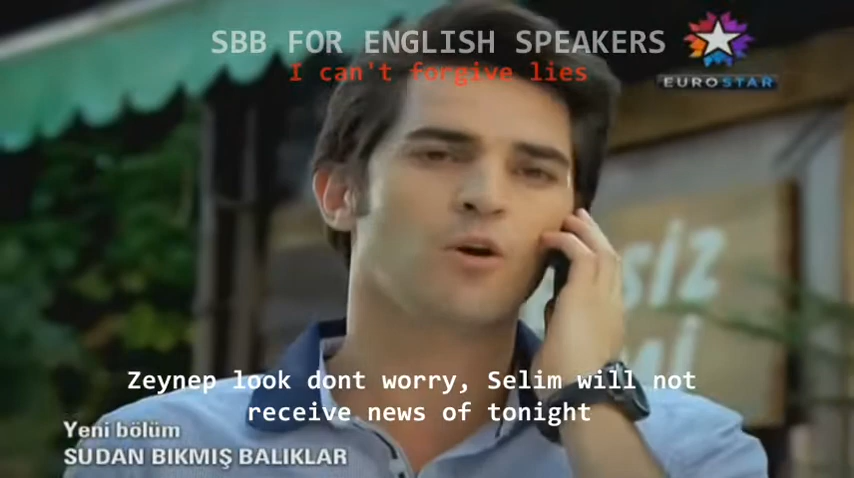 SBB FOR ENGLISH SPEAKERS
I can't forgive lies
EUROSTAR
siz
Zeynep look dont worry, Selim will not
receive news of tonight
Yeni bölüm
SUDAN BIKMIŞ BALIKLAR